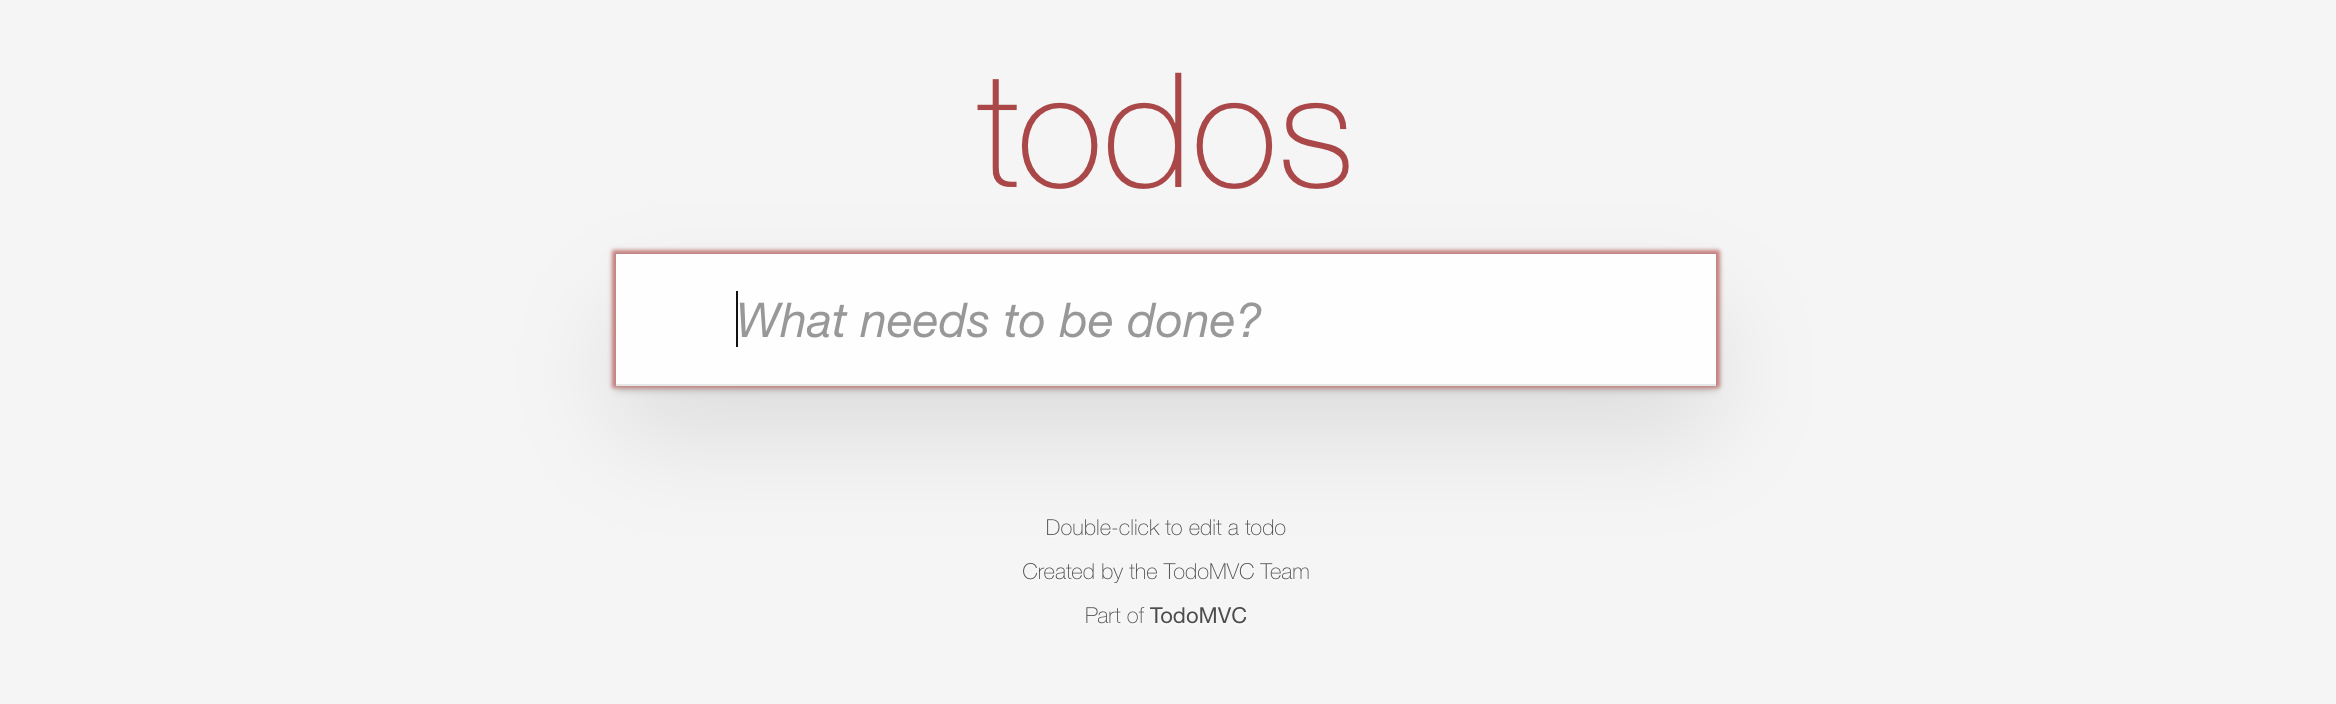 todos
What needs to be done?
Double-click to edit a todo
Created by the TodoMVC Team
Part of TodoMVC